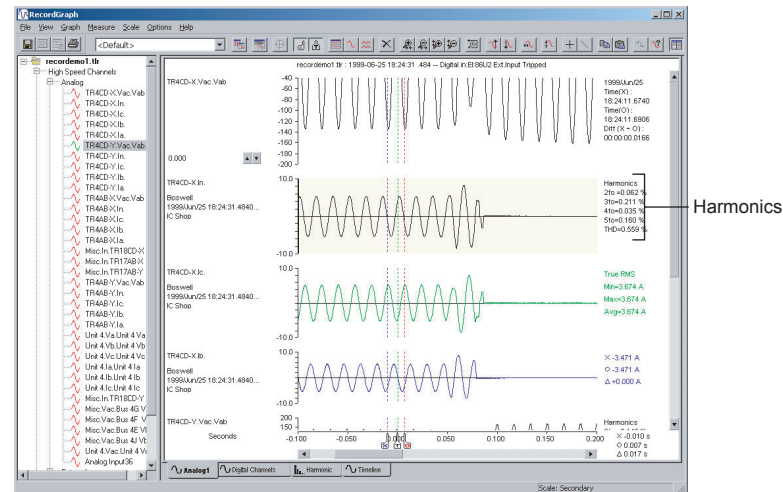 RecordGraph
File View Graph Measure Scale Options Help
<Default>
recordemo1.tlr
High Speed Channels
Analog
TR4CD-X.Vac.Vab
TR4CD-X.In.
TR4CD-X.Ic.
TR4CD-X.Ib.
TR4CD-X.Ia.
TR4CD-Y.Vac.Vab
TR4CD-Y.In.
TR4CD-Y.Ic.
TR4CD-Y.Ib.
TR4CD-Y.Ia.
TR4AB-X.Vac.Vab
TR4AB-X.In.
TR4AB-X.Ic.
TR4AB-X.Ib.
TR4AB-X.Ia.
Misc.In.TR18CD-X
Misc.In.TR17AB-X
Misc.In.TR17AB-Y
TR4AB-Y.Vac.Vab
TR4AB-Y.In.
TR4AB-Y.Ic.
TR4AB-Y.Ib.
TR4AB-Y.Ia.
Unit 4.Va.Unit 4 Va
Unit 4.Vb.Unit 4 Vb
Unit 4.Vc.Unit 4 Vc
Unit 4.Ia.Unit 4 Ia
Unit 4.Ib.Unit 4 Ib
Unit 4.Ic.Unit 4 Ic
Misc.In.TR18CD-Y
Misc.Vac.Bus 4G V
Misc.Vac.Bus 4F V
Misc.Vac.Bus 4E V
Misc.Vac.Bus 4J Vb
Unit 4.Vac.Unit 4 V
Analog Input36
recordemo1.tlr : 1999-06-25 18:24:31 .484 -- Digital in:Et 86U2 Ext.Input Tripped
TR4CD-X.Vac.Vab
0.000
-40
-60
-80
-100
-120
-140
-160
-180
-200
1999/Jun/25
Time(X) :
18:24:11.6740
Time(O) :
18:24:11.6906
Diff (X - O) :
00:00:00.0166
TR4CD-X.In.
Boswell
1999/Jun/25 18:24:31.4840...
IC Shop
10.0
-10.0
Harmonics
2fo =0.062 %
3fo=0.211 %
4fo=0.035 %
5fo=0.160 %
THD=0.559 %
Harmonics
TR4CD-X.Ic.
Boswell
1999/Jun/25 18:24:31.4840...
IC Shop
10.0
-10.0
True RMS
Min=3.674 A
Max=3.674 A
Avg=3.674 A
TR4CD-X.Ib.
Boswell
1999/Jun/25 18:24:31.4840...
IC Shop
10.0
-10.0
X -3.471 A
O -3.471 A
Δ +0.000 A
TR4CD-Y.Vac.Vab
200
150
Harmonics
Seconds
-0.100 -0.050 0.000 0.050 0.100 0.150 0.200
X -0.010 s
O 0.007 s
Δ 0.017 s
Analog1 Digital Channels Harmonic Timeline
Scale: Secondary